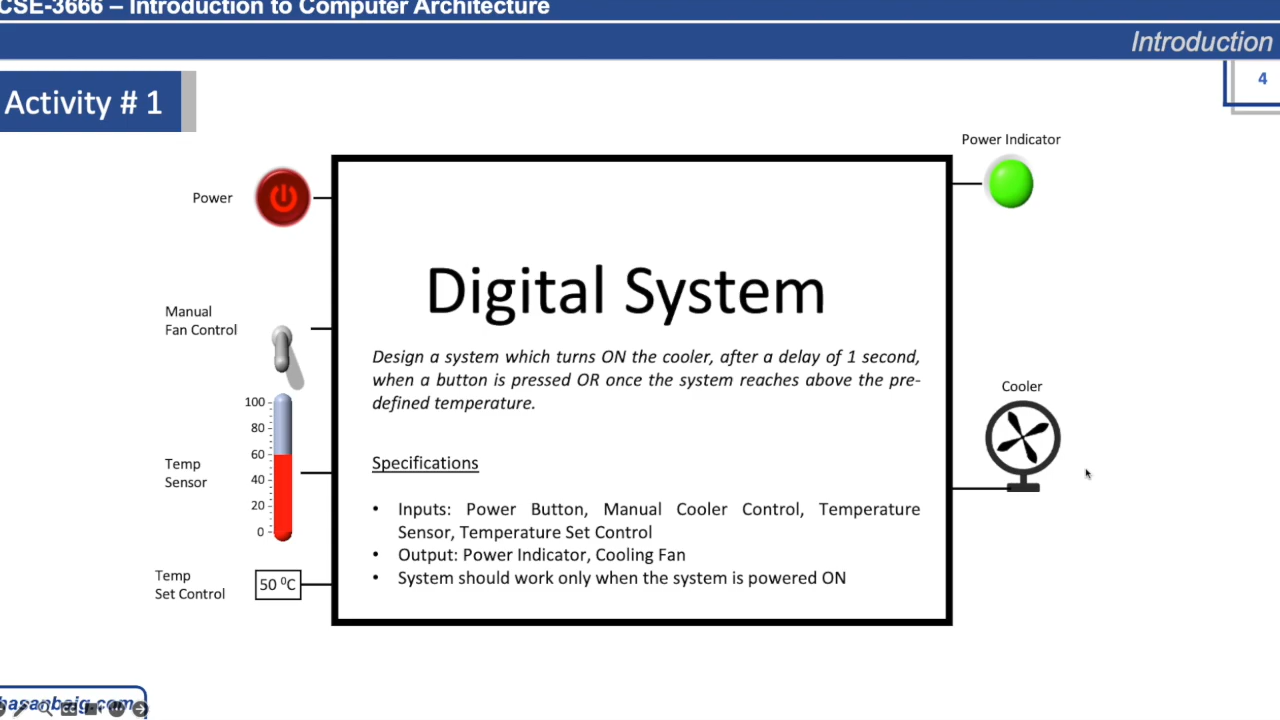 CSE-3666 – Introduction to Computer Architecture
Introduction
4
Activity # 1
Power Indicator
Power
Digital System
Manual
Fan Control
Design a system which turns ON the cooler, after a delay of 1 second,
when a button is pressed OR once the system reaches above the pre-
defined temperature.
Cooler
100
80
60
40
20
0
Temp
Sensor
Specifications
• Inputs: Power Button, Manual Cooler Control, Temperature
Sensor, Temperature Set Control
• Output: Power Indicator, Cooling Fan
• System should work only when the system is powered ON
Temp
Set Control
50 ⁰C
hasanbaig.com